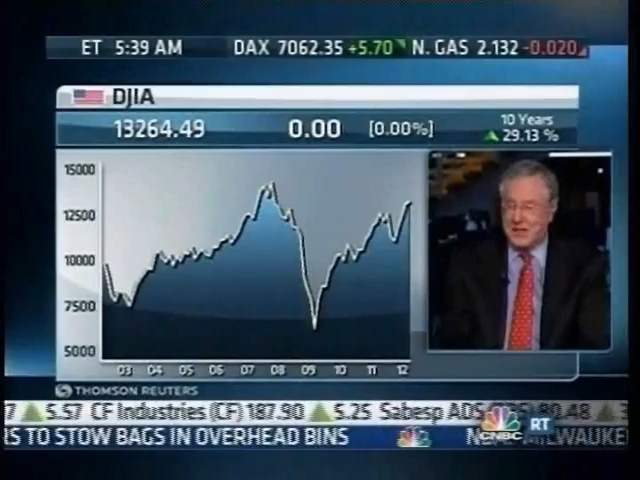 ET 5:39 AM DAX 7062.35 +5.70 N. GAS 2.132 -0.020
DJIA
13264.49 0.00 [0.00%] 10 Years 29.13 %
15000
12500
10000
7500
5000
03 04 05 06 07 08 09 10 11 12
THOMSON REUTERS
5.57 CF Industries (CF) 187.90 5.25 Sabesp ADS 80.48
RS TO STOW BAGS IN OVERHEAD BINS
CNBC RT